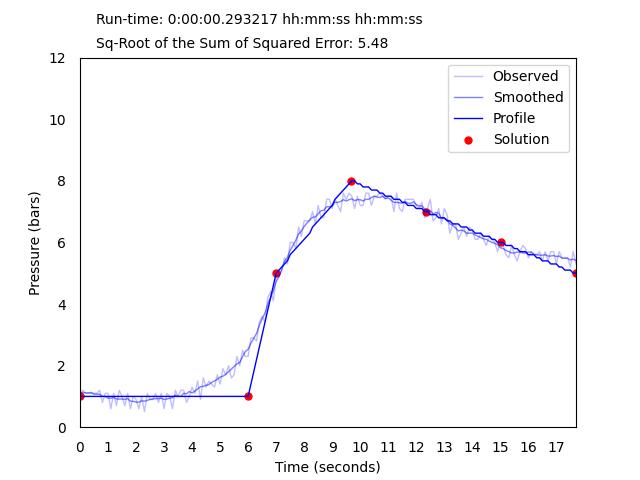 Run-time: 0:00:00.293217 hh:mm:ss hh:mm:ss
Sq-Root of the Sum of Squared Error: 5.48
12
10
8
6
4
2
0
Pressure (bars)
Observed
Smoothed
Profile
Solution
0 1 2 3 4 5 6 7 8 9 10 11 12 13 14 15 16 17
Time (seconds)